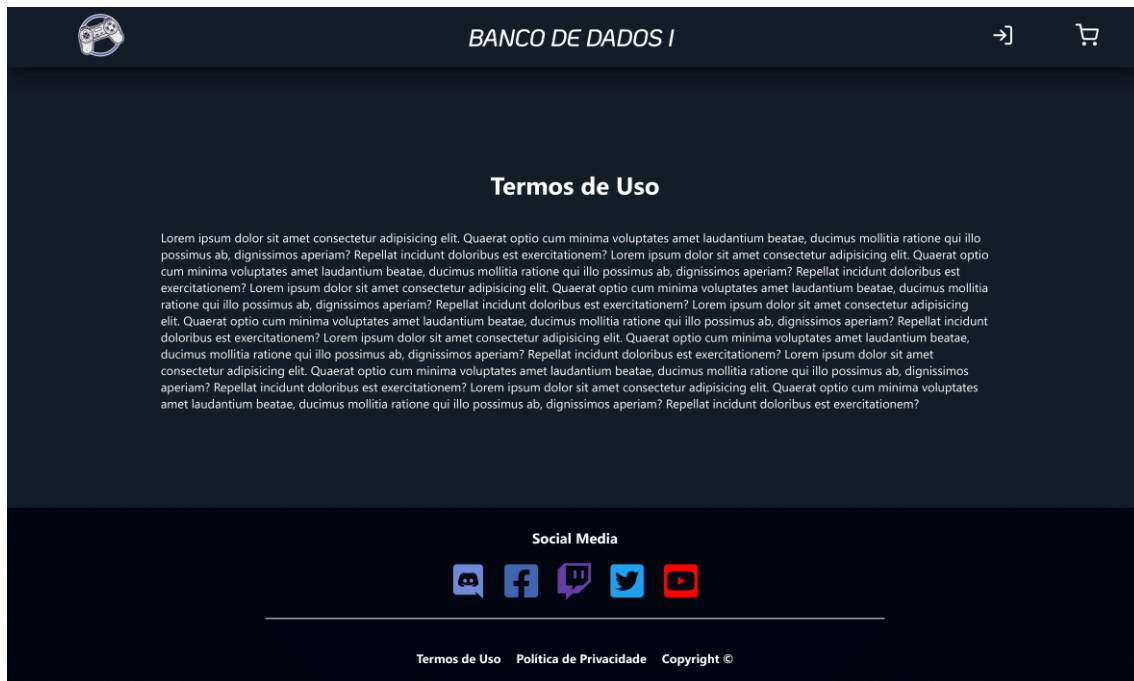 BANCO DE DADOS I
Termos de Uso
Lorem ipsum dolor sit amet consectetur adipisicing elit. Quaerat optio cum minima voluptates amet laudantium beatae, ducimus mollitia ratione qui illo
possimus ab, dignissimos aperiam? Repellat incidunt doloribus est exercitationem? Lorem ipsum dolor sit amet consectetur adipisicing elit. Quaerat optio
cum minima voluptates amet laudantium beatae, ducimus mollitia ratione qui illo possimus ab, dignissimos aperiam? Repellat incidunt doloribus est
exercitationem? Lorem ipsum dolor sit amet consectetur adipisicing elit. Quaerat optio cum minima voluptates amet laudantium beatae, ducimus mollitia
ratione qui illo possimus ab, dignissimos aperiam? Repellat incidunt doloribus est exercitationem? Lorem ipsum dolor sit amet consectetur adipisicing
elit. Quaerat optio cum minima voluptates amet laudantium beatae, ducimus mollitia ratione qui illo possimus ab, dignissimos aperiam? Repellat incidunt
doloribus est exercitationem? Lorem ipsum dolor sit amet consectetur adipisicing elit. Quaerat optio cum minima voluptates amet laudantium beatae,
ducimus mollitia ratione qui illo possimus ab, dignissimos aperiam? Repellat incidunt doloribus est exercitationem? Lorem ipsum dolor sit amet
consectetur adipisicing elit. Quaerat optio cum minima voluptates amet laudantium beatae, ducimus mollitia ratione qui illo possimus ab, dignissimos
aperiam? Repellat incidunt doloribus est exercitationem? Lorem ipsum dolor sit amet consectetur adipisicing elit. Quaerat optio cum minima voluptates
amet laudantium beatae, ducimus mollitia ratione qui illo possimus ab, dignissimos aperiam? Repellat incidunt doloribus est exercitationem?
Social Media
Termos de Uso Política de Privacidade Copyright ©